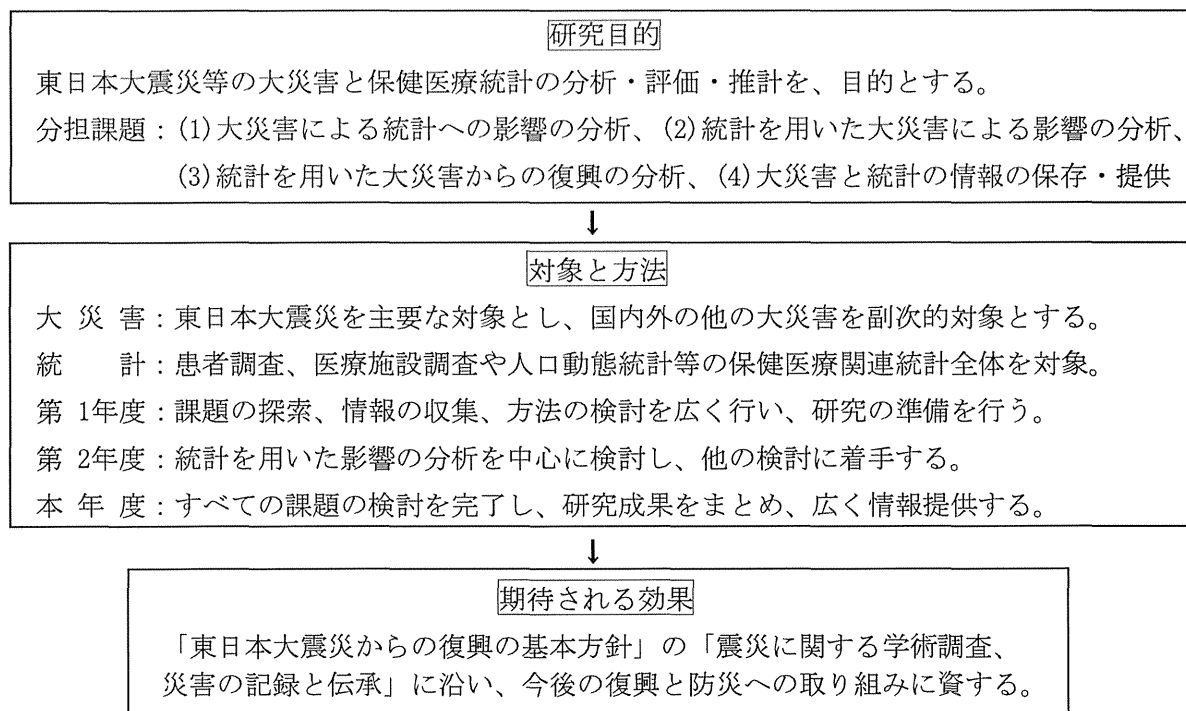 研究目的
東日本大震災等の大災害と保健医療統計の分析・評価・推計を、目的とする。
分担課題：(1)大災害による統計への影響の分析、(2)統計を用いた大災害による影響の分析、
(3)統計を用いた大災害からの復興の分析、(4)大災害と統計の情報の保存・提供
↓
対象と方法
大 災 害：東日本大震災を主要な対象とし、国内外の他の大災害を副次的対象とする。
統　　計：患者調査、医療施設調査や人口動態統計等の保健医療関連統計全体を対象。
第 1年度：課題の探索、情報の収集、方法の検討を広く行い、研究の準備を行う。
第 2年度：統計を用いた影響の分析を中心に検討し、他の検討に着手する。
本 年 度：すべての課題の検討を完了し、研究成果をまとめ、広く情報提供する。
↓
期待される効果
「東日本大震災からの復興の基本方針」の「震災に関する学術調査、
災害の記録と伝承」に沿い、今後の復興と防災への取り組みに資する。